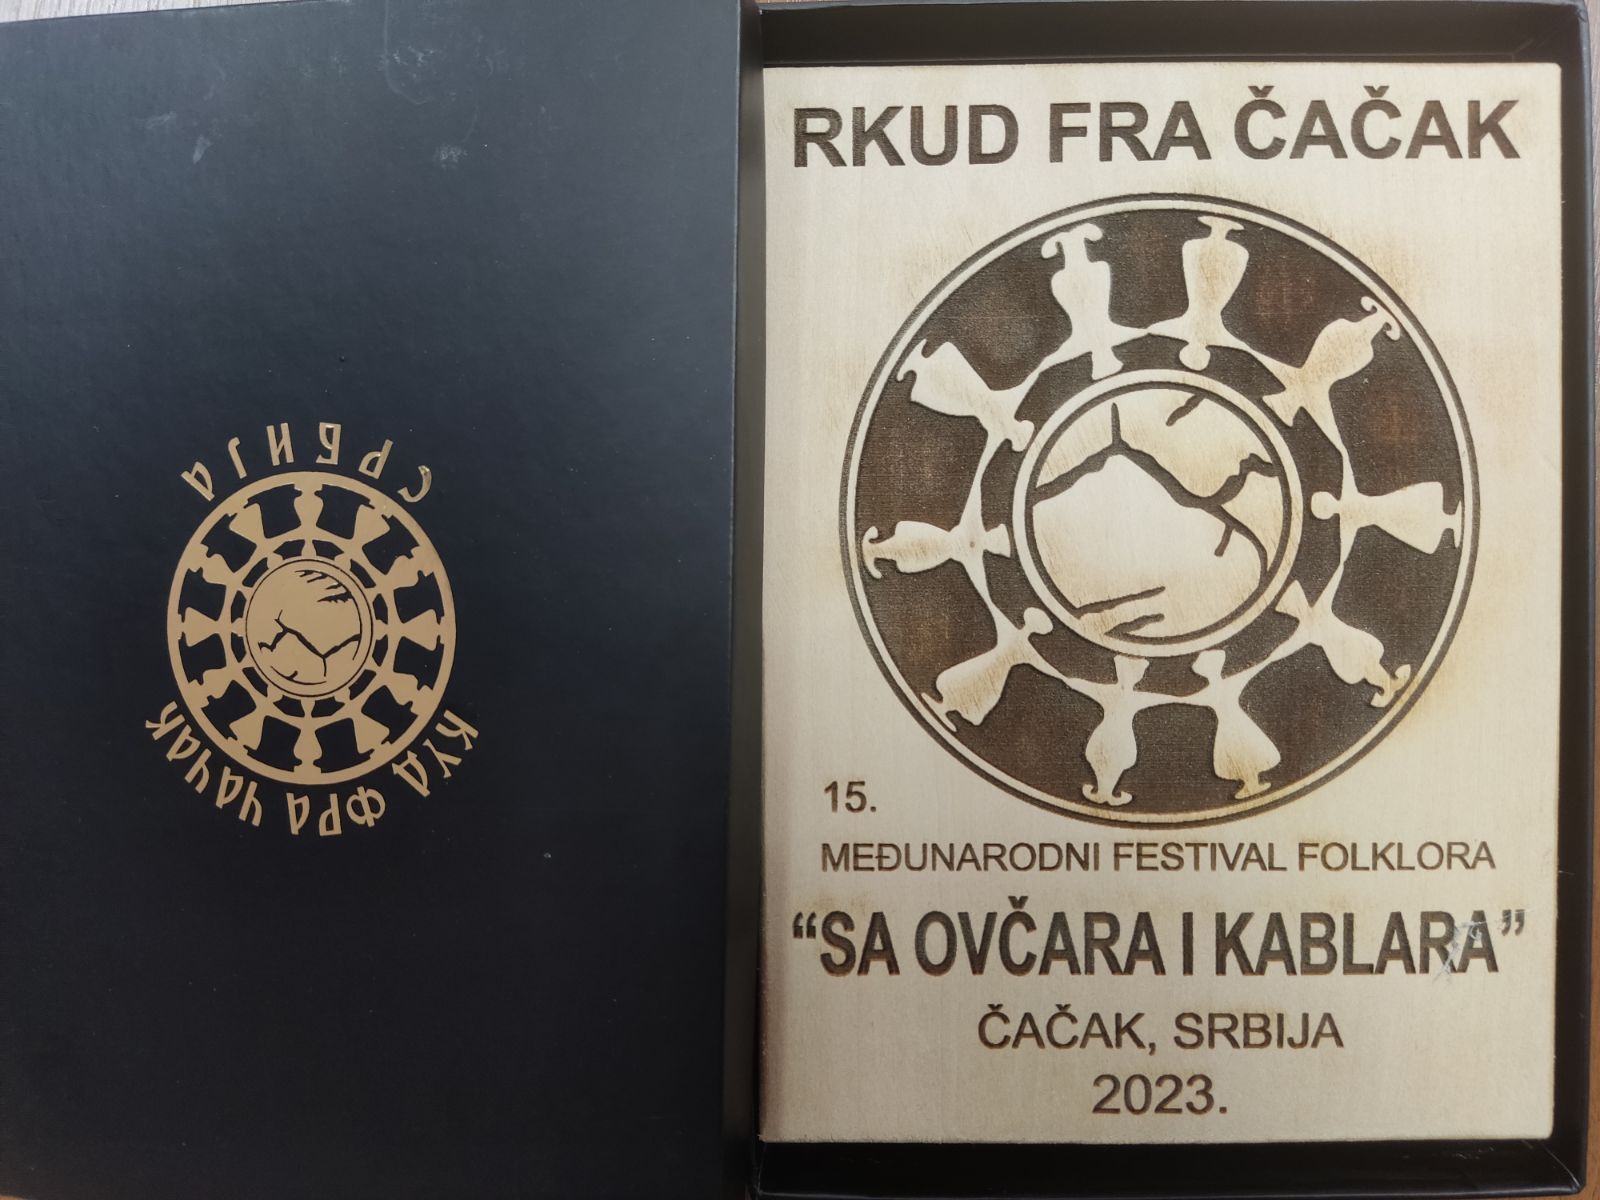 СРБИЈА
КУД ФРА ЧАЧАК
RKUD FRA ČAČAK
15.
MEĐUNARODNI FESTIVAL FOLKLORA
“SA OVČARA I KABLARA”
ČAČAK, SRBIJA
2023.